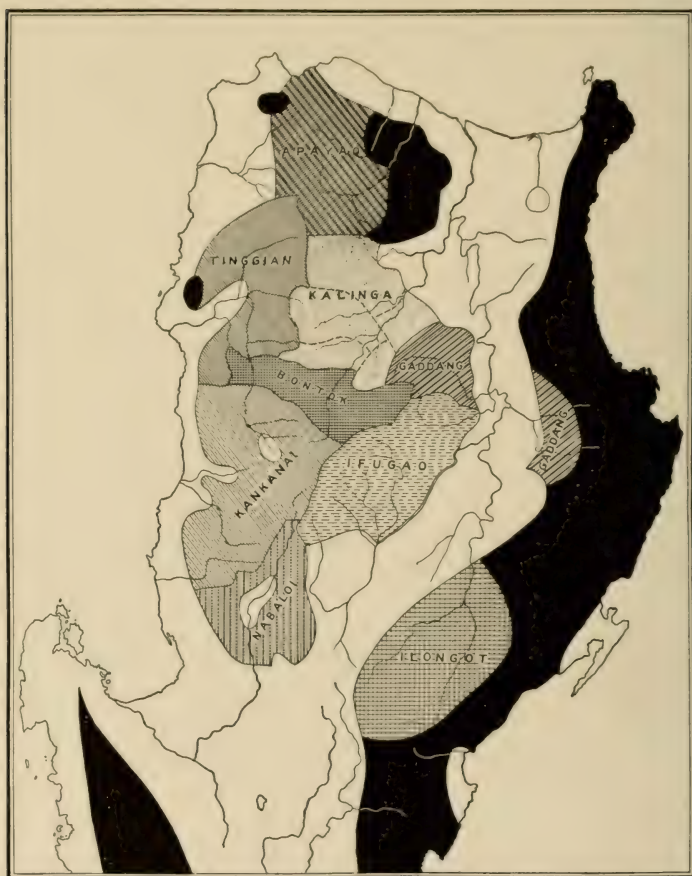 APAYAO
TINGGIAN
KALINGA
GADDANG
BONTOK
GADDANG
IFUGAO
KANKANAI
NABALOI
ILONGOT